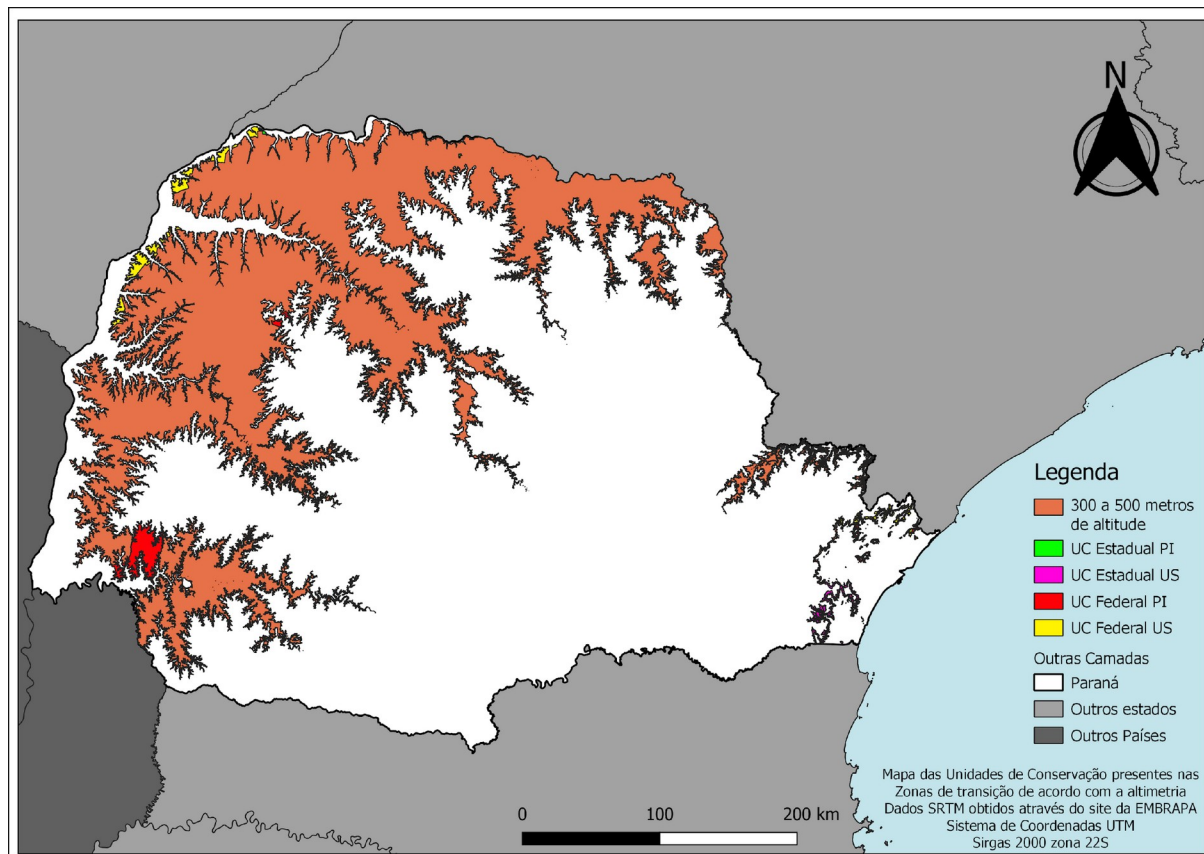 N
Legenda
300 a 500 metros
de altitude
UC Estadual PI
UC Estadual US
UC Federal PI
UC Federal US
Outras Camadas
Paraná
Outros estados
Outros Países
Mapa das Unidades de Conservação presentes nas
Zonas de transição de acordo com a altimetria
Dados SRTM obtidos através do site da EMBRAPA
Sistema de Coordenadas UTM
Sirgas 2000 zona 22S
0 100 200 km